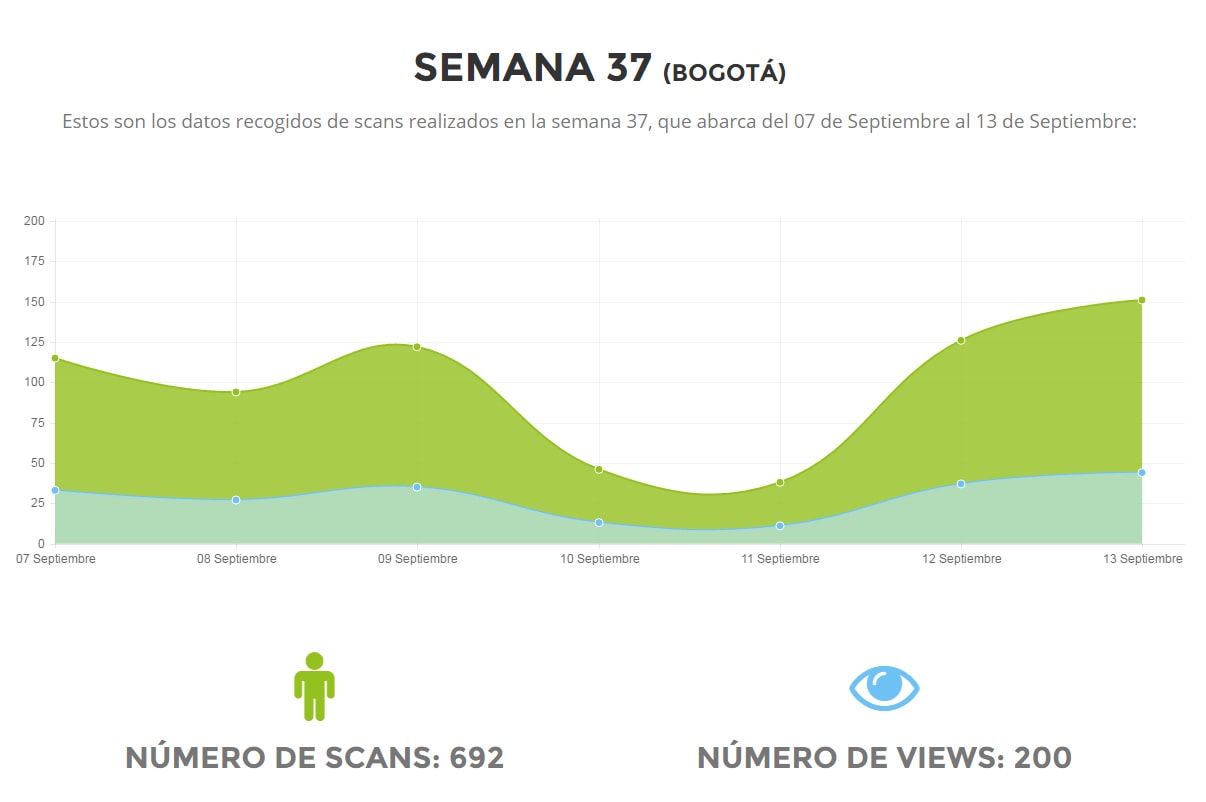 SEMANA 37 (BOGOTÁ)
Estos son los datos recogidos de scans realizados en la semana 37, que abarca del 07 de Septiembre al 13 de Septiembre:
200
175
150
125
100
75
50
25
0
07 Septiembre 08 Septiembre 09 Septiembre 10 Septiembre 11 Septiembre 12 Septiembre 13 Septiembre
NÚMERO DE SCANS: 692 NÚMERO DE VIEWS: 200